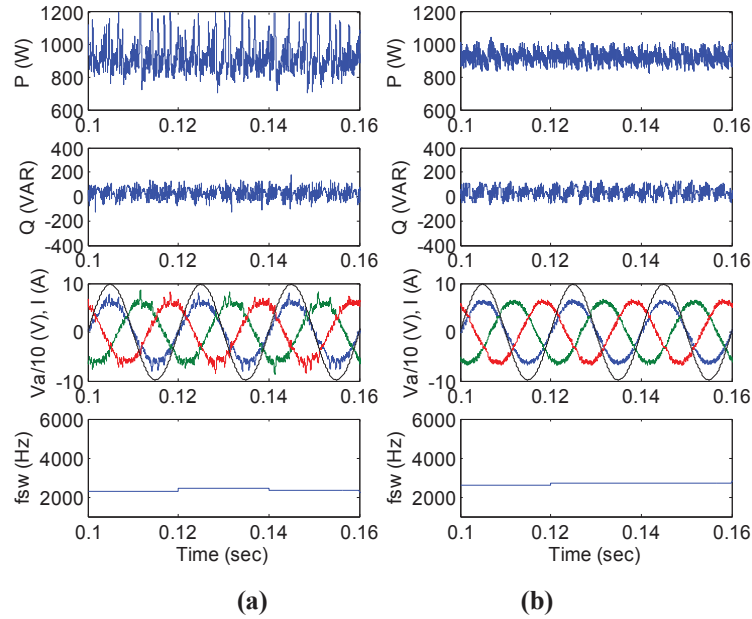 P (W)
1200
1000
800
600
0.1 0.12 0.14 0.16
Q (VAR)
400
200
0
-200
-400
0.1 0.12 0.14 0.16
Va/10 (V), I (A)
10
0
-10
0.1 0.12 0.14 0.16
fsw (Hz)
6000
4000
2000
0.1 0.12 0.14 0.16
Time (sec)
(a)
P (W)
1200
1000
800
600
0.1 0.12 0.14 0.16
Q (VAR)
400
200
0
-200
-400
0.1 0.12 0.14 0.16
Va/10 (V), I (A)
10
0
-10
0.1 0.12 0.14 0.16
fsw (Hz)
6000
4000
2000
0.1 0.12 0.14 0.16
Time (sec)
(b)